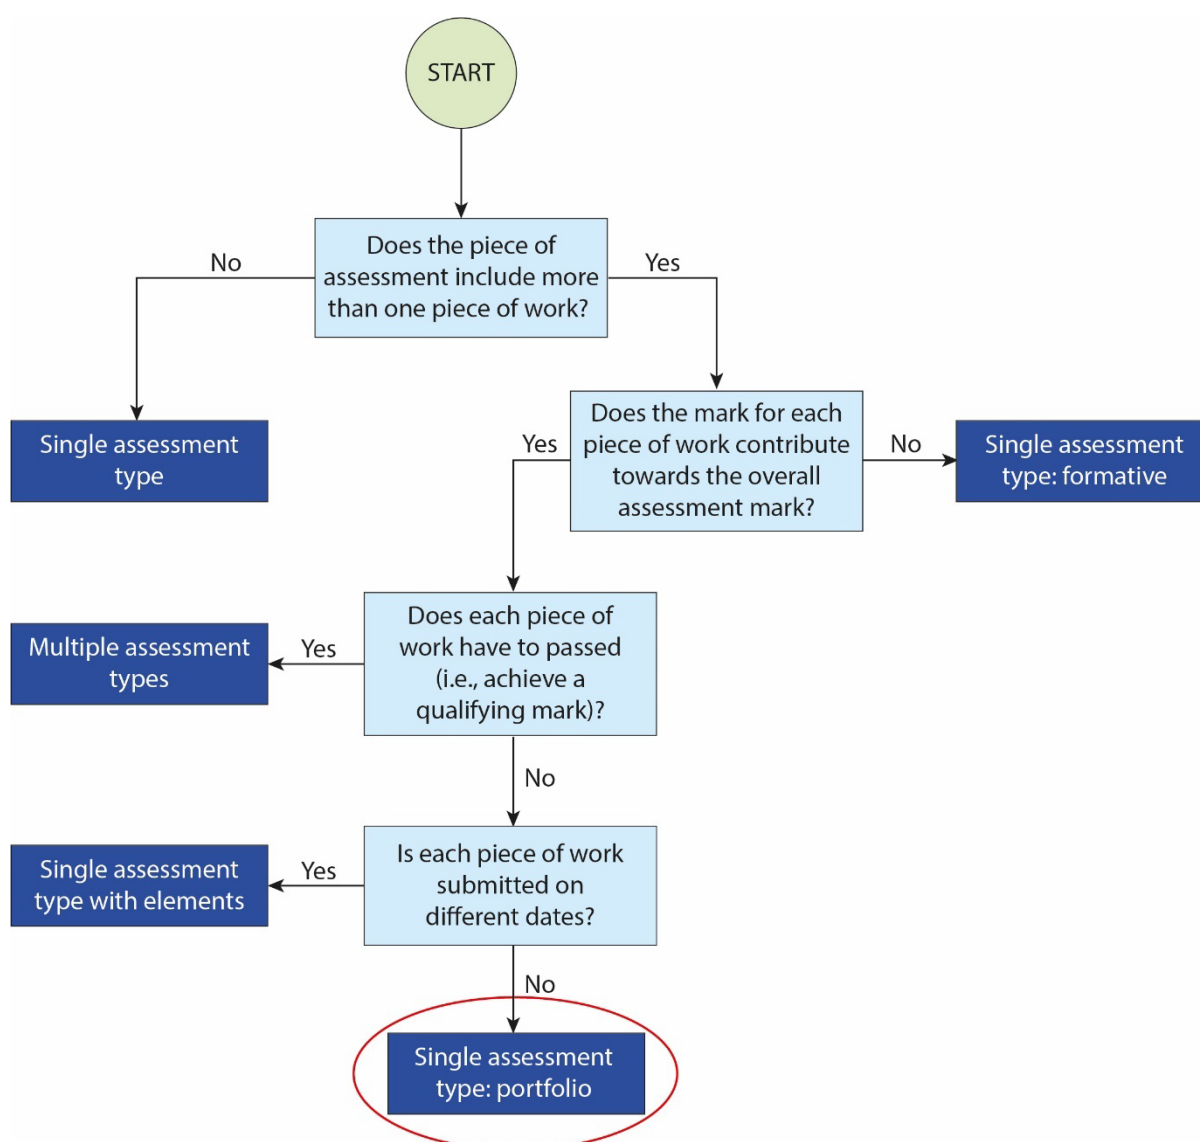 START
Does the piece of
assessment include more
than one piece of work?
No
Yes
Single assessment
type
Does the mark for each
piece of work contribute
towards the overall
assessment mark?
Yes
No
Single assessment
type: formative
Does each piece of
work have to passed
(i.e., achieve a
qualifying mark)?
Yes
Multiple assessment
types
No
Is each piece of work
submitted on
different dates?
Yes
Single assessment
type with elements
No
Single assessment
type: portfolio